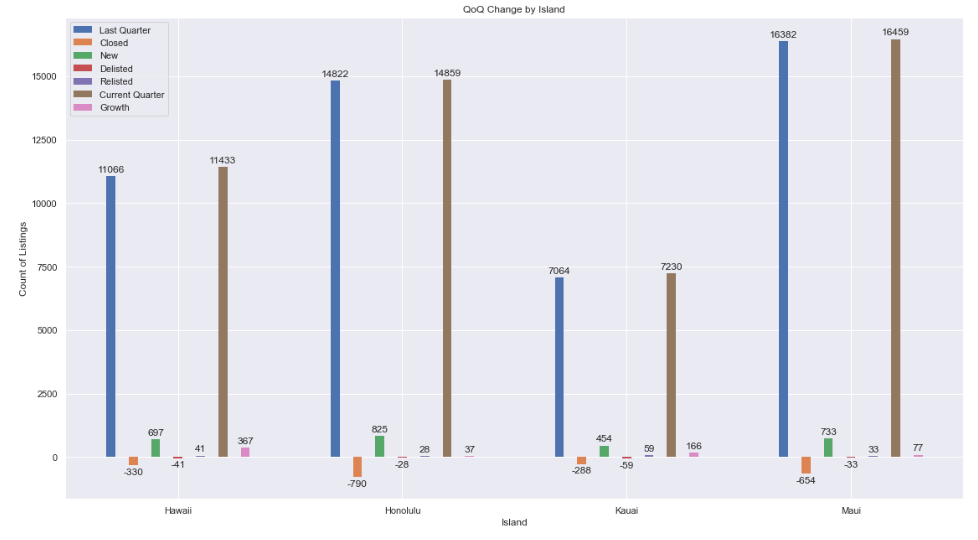 QoQ Change by Island
Last Quarter
Closed
New
Delisted
Relisted
Current Quarter
Growth
Count of Listings
15000
12500
10000
7500
5000
2500
0
11066
-330
697
-41
41
11433
367
14822
-790
825
-28
28
14859
37
7064
-288
454
-59
59
7230
166
16382
-654
733
-33
33
16459
77
Hawaii
Honolulu
Kauai
Maui
Island